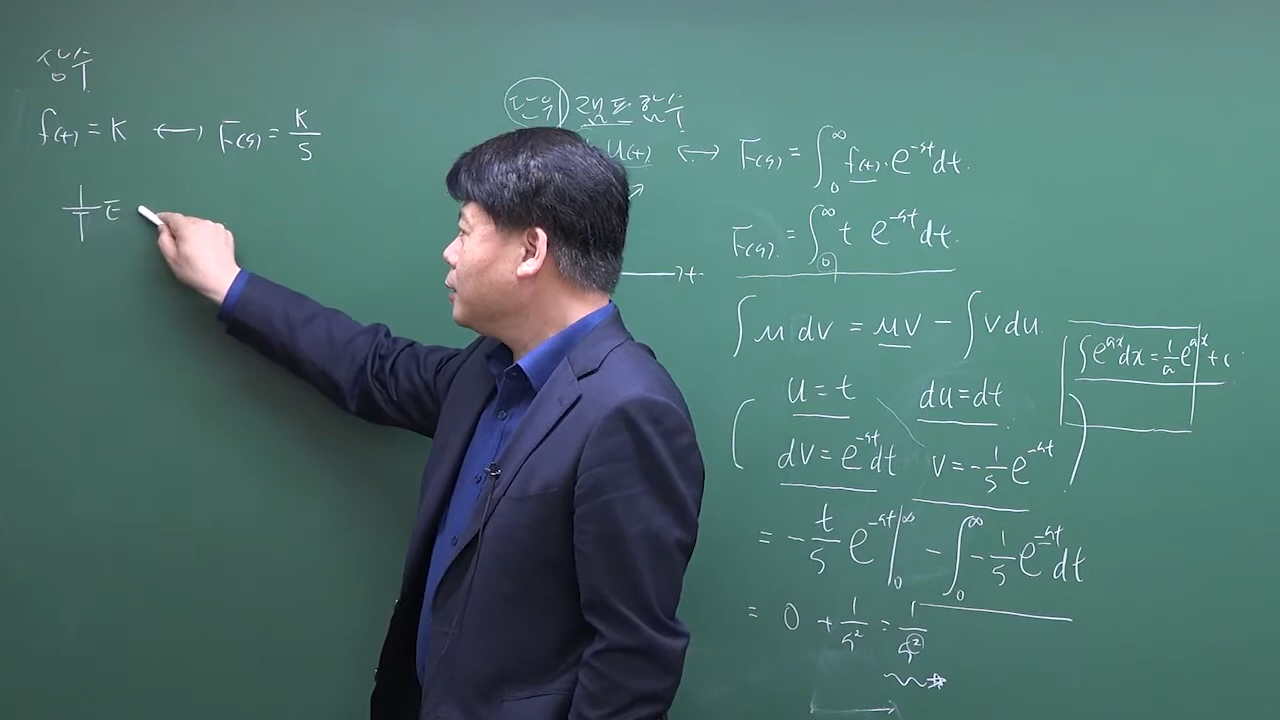 상수
f(t) = K ↔ F(s) = K/S
단위 램프 함수
u(t) ↔ F(s) = ∫₀^∞ f(t)·e^-st dt.
F(s) = ∫₀^∞ t e^-st dt.
→ t
∫u dv = uv − ∫v du
∫e^ax dx = 1/a e^ax + c
u = t du = dt
dv = e^-st dt v = −1/s e^-st
= −t/s e^-st |₀^∞ − ∫₀^∞ −1/s e^-st dt
= 0 + 1/s² = 1/s²